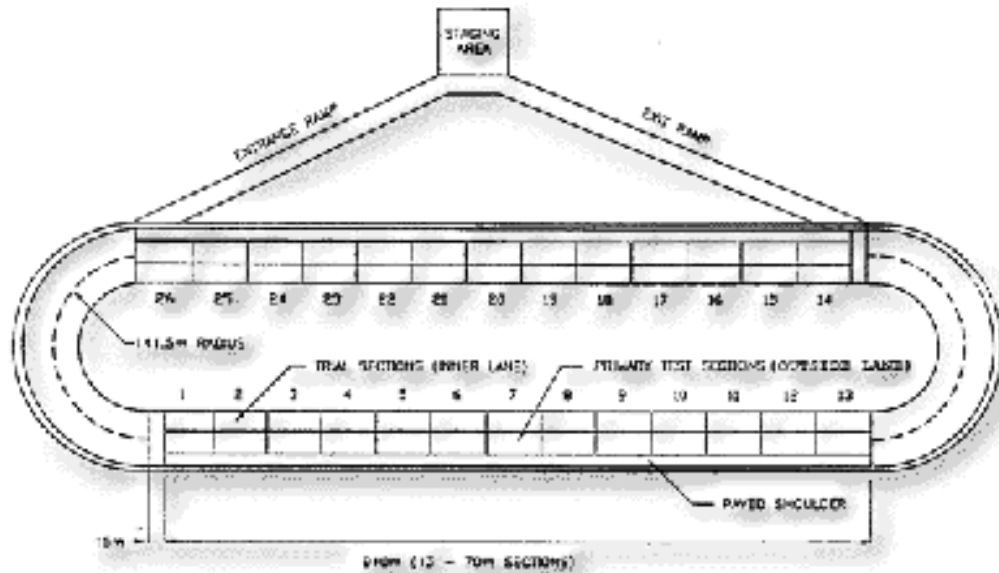 STAGING
AREA
ENTRANCE RAMP
EXIT RAMP
26 25 24 23 22 21 20 19 18 17 16 15 14
RADIUS
TRIAL SECTIONS (INNER LANE)
PRIMARY TEST SECTIONS (OUTSIDE LANE)
1 2 3 4 5 6 7 8 9 10 11 12 13
PAVED SHOULDER
910M (13 - 70M SECTIONS)